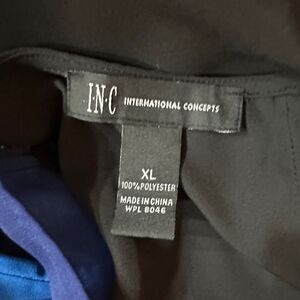 I·N·C INTERNATIONAL CONCEPTS
XL
100%POLYESTER
MADE IN CHINA
WPL 8046